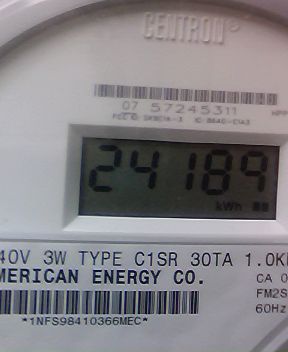 CENTRON®
07 57245311
24189
kWh
40V 3W TYPE C1SR 30TA 1.0K
MERICAN ENERGY CO.
CA 0
FM2S
60Hz
*1NFS98410366MEC*